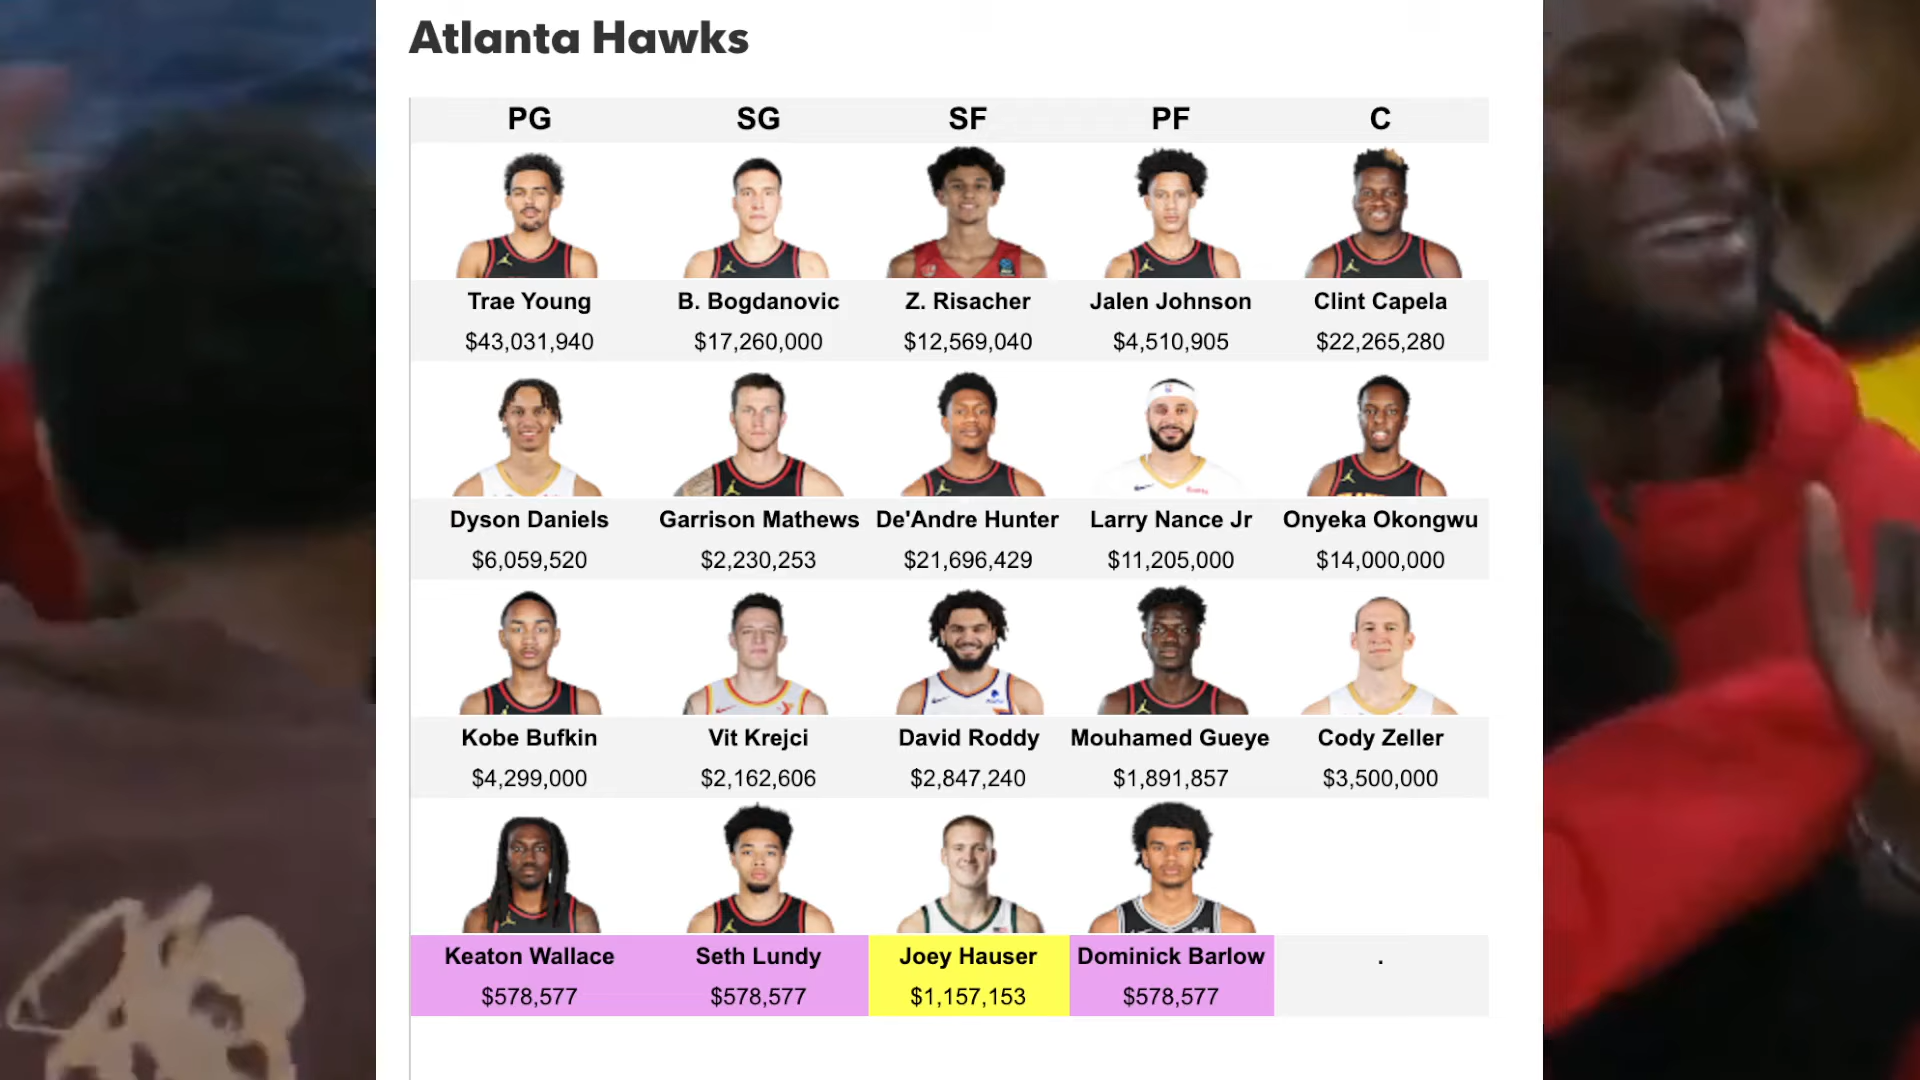 Atlanta Hawks
PG SG SF PF C
Trae Young B. Bogdanovic Z. Risacher Jalen Johnson Clint Capela
$43,031,940 $17,260,000 $12,569,040 $4,510,905 $22,265,280
Dyson Daniels Garrison Mathews De'Andre Hunter Larry Nance Jr Onyeka Okongwu
$6,059,520 $2,230,253 $21,696,429 $11,205,000 $14,000,000
Kobe Bufkin Vit Krejci David Roddy Mouhamed Gueye Cody Zeller
$4,299,000 $2,162,606 $2,847,240 $1,891,857 $3,500,000
Keaton Wallace Seth Lundy Joey Hauser Dominick Barlow .
$578,577 $578,577 $1,157,153 $578,577